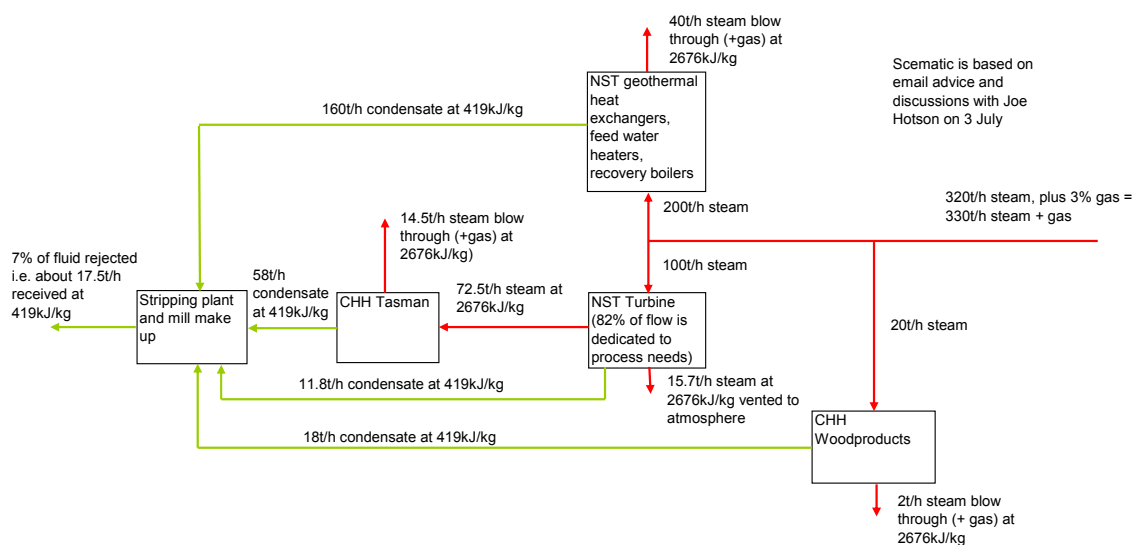 40t/h steam blow
through (+gas) at
2676kJ/kg
Scematic is based on
email advice and
discussions with Joe
Hotson on 3 July
NST geothermal
heat
exchangers,
feed water
heaters,
recovery boilers
160t/h condensate at 419kJ/kg
320t/h steam, plus 3% gas =
330t/h steam + gas
200t/h steam
14.5t/h steam blow
through (+gas) at
2676kJ/kg)
7% of fluid rejected
i.e. about 17.5t/h
received at
419kJ/kg
100t/h steam
58t/h
condensate
at 419kJ/kg
72.5t/h steam at
2676kJ/kg
Stripping plant
and mill make
up
CHH Tasman
NST Turbine
(82% of flow is
dedicated to
process needs)
20t/h steam
11.8t/h condensate at 419kJ/kg
15.7t/h steam at
2676kJ/kg vented to
atmosphere
18t/h condensate at 419kJ/kg
CHH
Woodproducts
2t/h steam blow
through (+ gas) at
2676kJ/kg